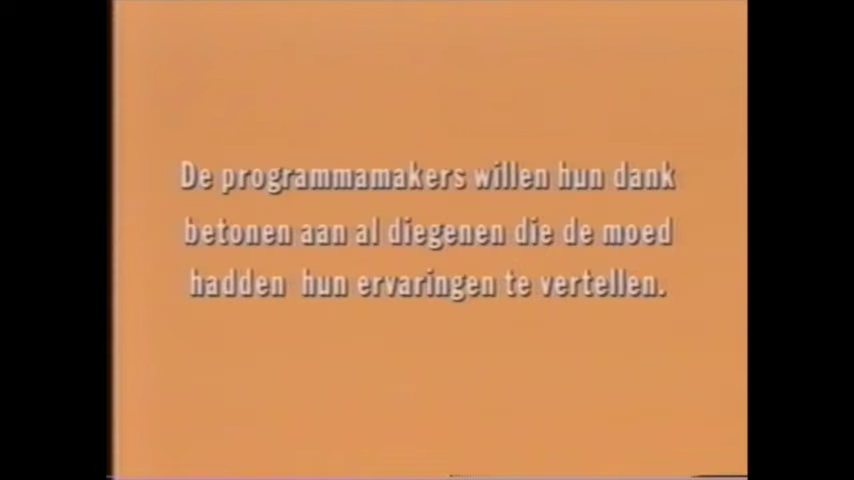 De programmamakers willen hun dank
betonen aan al diegenen die de moed
hadden hun ervaringen te vertellen.